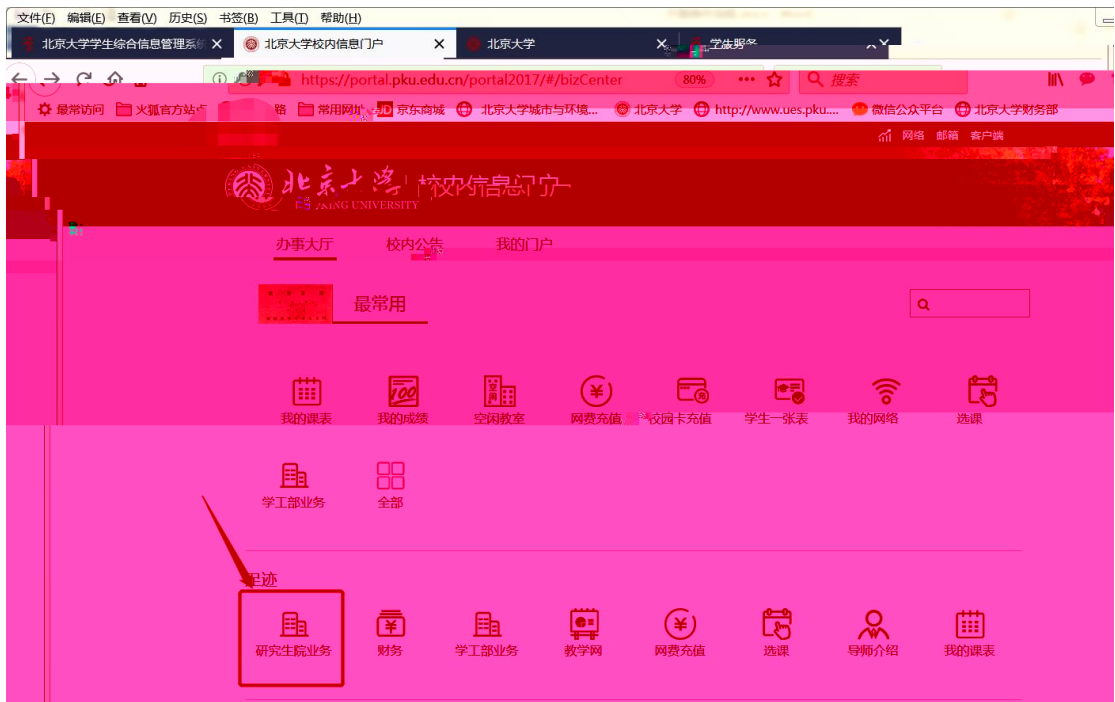 文件(F) 编辑(E) 查看(V) 历史(S) 书签(B) 工具(T) 帮助(H)
北京大学学生综合信息管理系统 北京大学校内信息门户 北京大学
https://portal.pku.edu.cn/portal2017/#/bizCenter 80% 搜索
最常访问 火狐官方站点 常用网址 JD 京东商城 北京大学城市与环境... 北京大学 http://www.ues.pku.... 微信公众平台 北京大学财务部
网络 邮箱 客户端
北京大学 校内信息门户
UNIVERSITY
办事大厅 校内公告 我的门户
最常用
我的课表 我的成绩 空闲教室 网费充值 校园卡充值 学生一张表 我的网络 选课
学工部业务 全部
足迹
研究生院业务 财务 学工部业务 教学网 网费充值 选课 导师介绍 我的课表